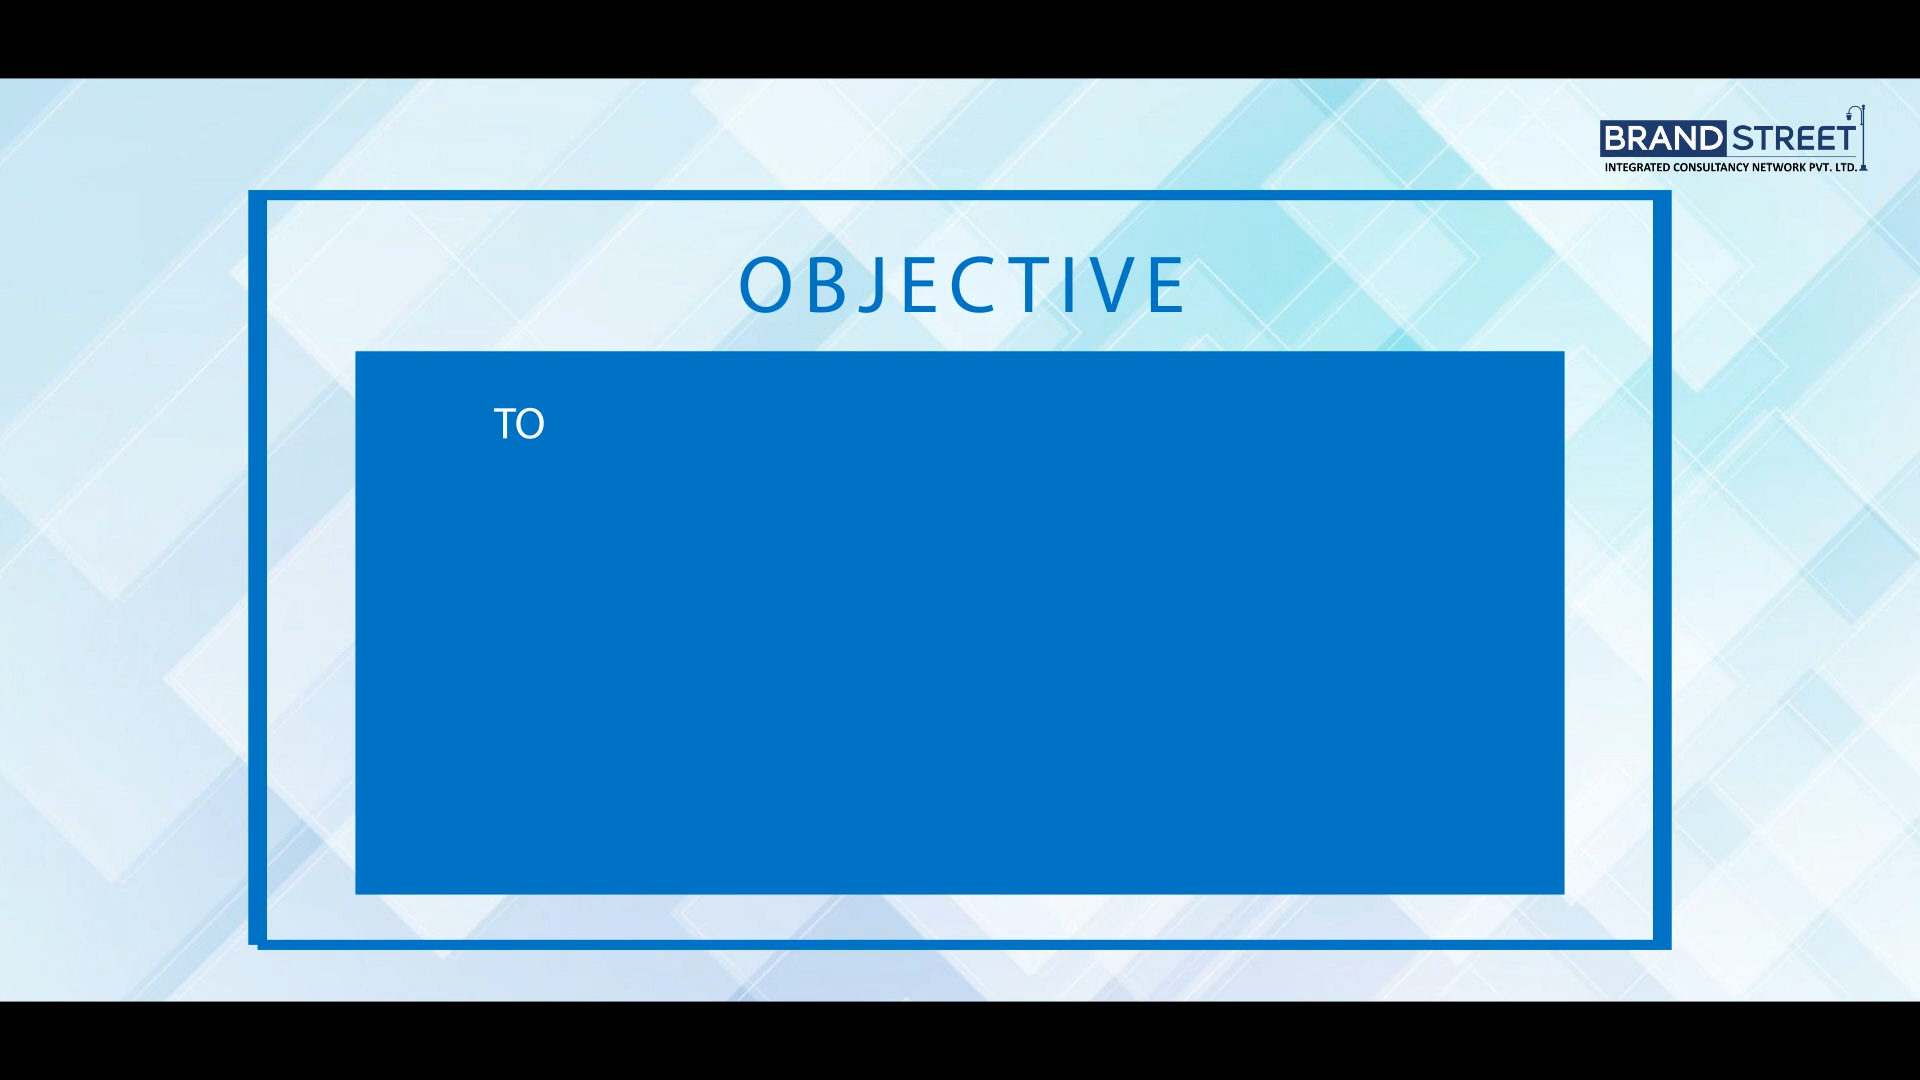 BRAND STREET
INTEGRATED CONSULTANCY NETWORK PVT. LTD.
OBJECTIVE
TO